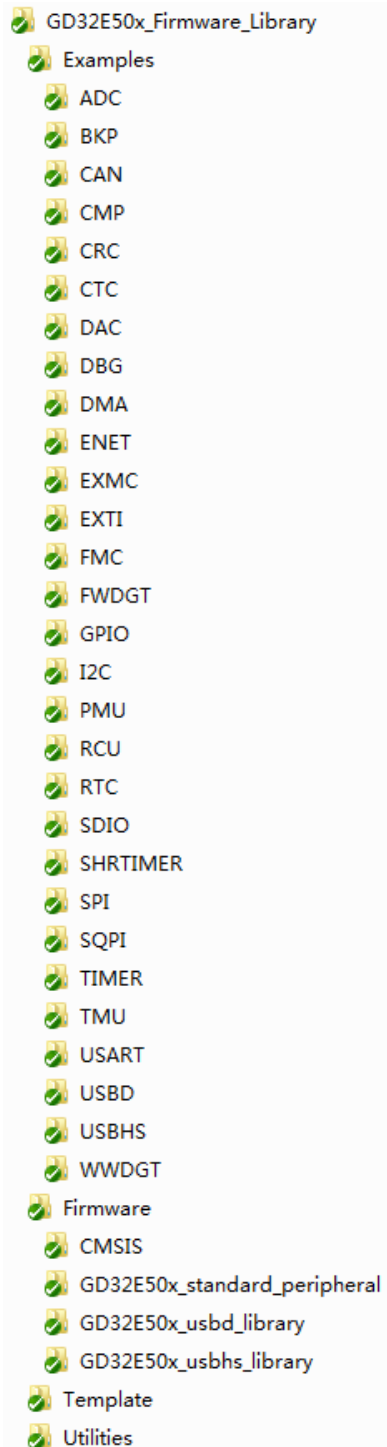 GD32E50x_Firmware_Library
Examples
ADC
BKP
CAN
CMP
CRC
CTC
DAC
DBG
DMA
ENET
EXMC
EXTI
FMC
FWDGT
GPIO
I2C
PMU
RCU
RTC
SDIO
SHRTIMER
SPI
SQPI
TIMER
TMU
USART
USBD
USBHS
WWDGT
Firmware
CMSIS
GD32E50x_standard_peripheral
GD32E50x_usbd_library
GD32E50x_usbhs_library
Template
Utilities